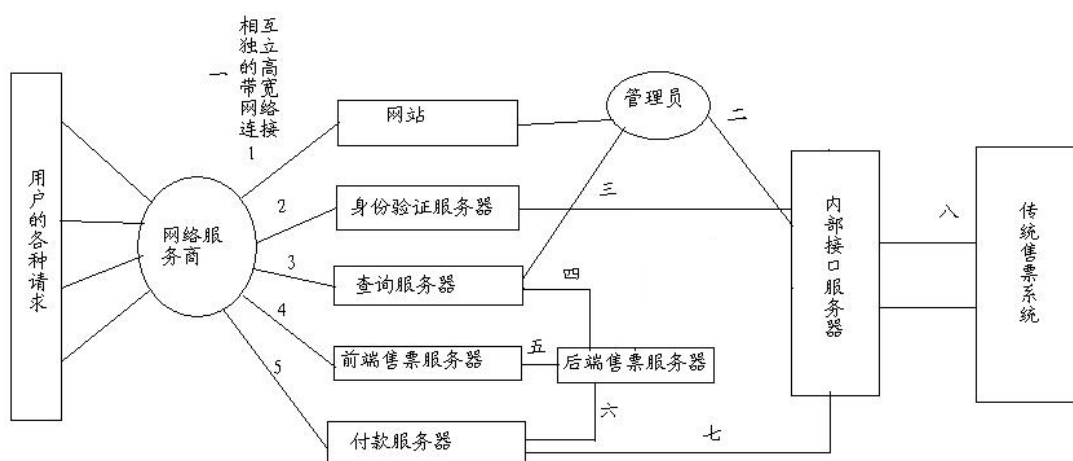 一
相互独立的高带宽网络连接
1
2
3
4
5
用户的各种请求
网络服
务商
网站
身份验证服务器
查询服务器
前端售票服务器
付款服务器
管理员
二
三
四
五
后端售票服务器
六
七
内部接口服务器
八
传统售票系统